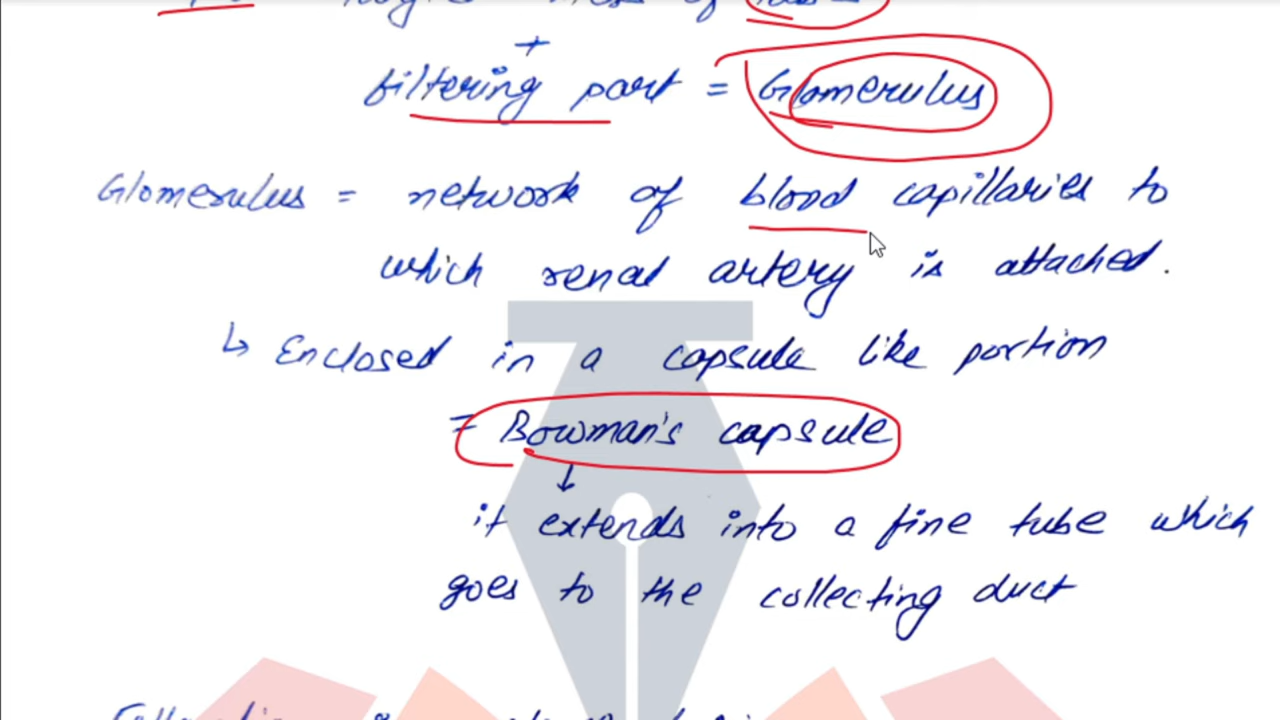 of
+
filtering part = Glomerulus
Glomerulus = network of blood capillaries to
which renal artery is attached.
↳ Enclosed in a capsule like portion
= Bowman's capsule
↓
it extends into a fine tube which
goes to the collecting duct